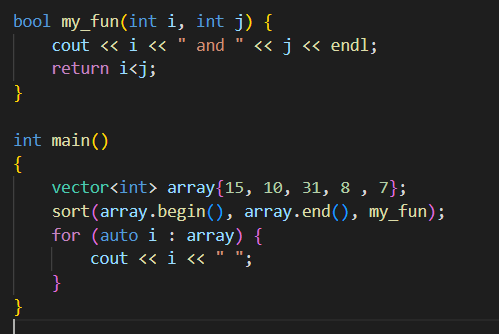 bool my_fun(int i, int j) {
    cout << i << " and " << j << endl;
    return i<j;
}

int main()
{
    vector<int> array{15, 10, 31, 8 , 7};
    sort(array.begin(), array.end(), my_fun);
    for (auto i : array) {
        cout << i << " ";
    }
}